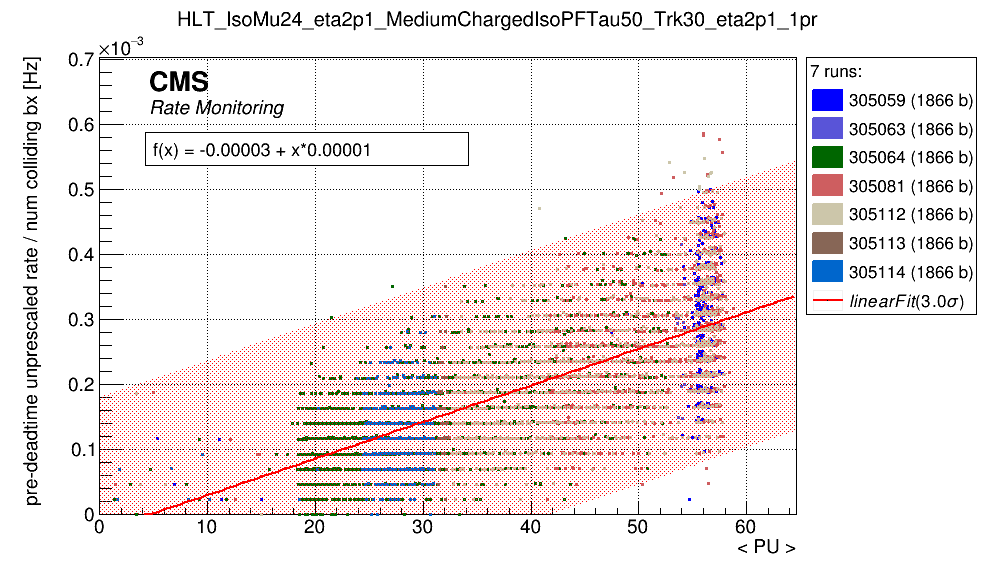 HLT_IsoMu24_eta2p1_MediumChargedIsoPFTau50_Trk30_eta2p1_1pr
×10⁻³
CMS
Rate Monitoring
f(x) = -0.00003 + x*0.00001
pre-deadtime unprescaled rate / num colliding bx [Hz]
0.7
0.6
0.5
0.4
0.3
0.2
0.1
0
0 10 20 30 40 50 60
< PU >
7 runs:
305059 (1866 b)
305063 (1866 b)
305064 (1866 b)
305081 (1866 b)
305112 (1866 b)
305113 (1866 b)
305114 (1866 b)
linearFit(3.0σ)